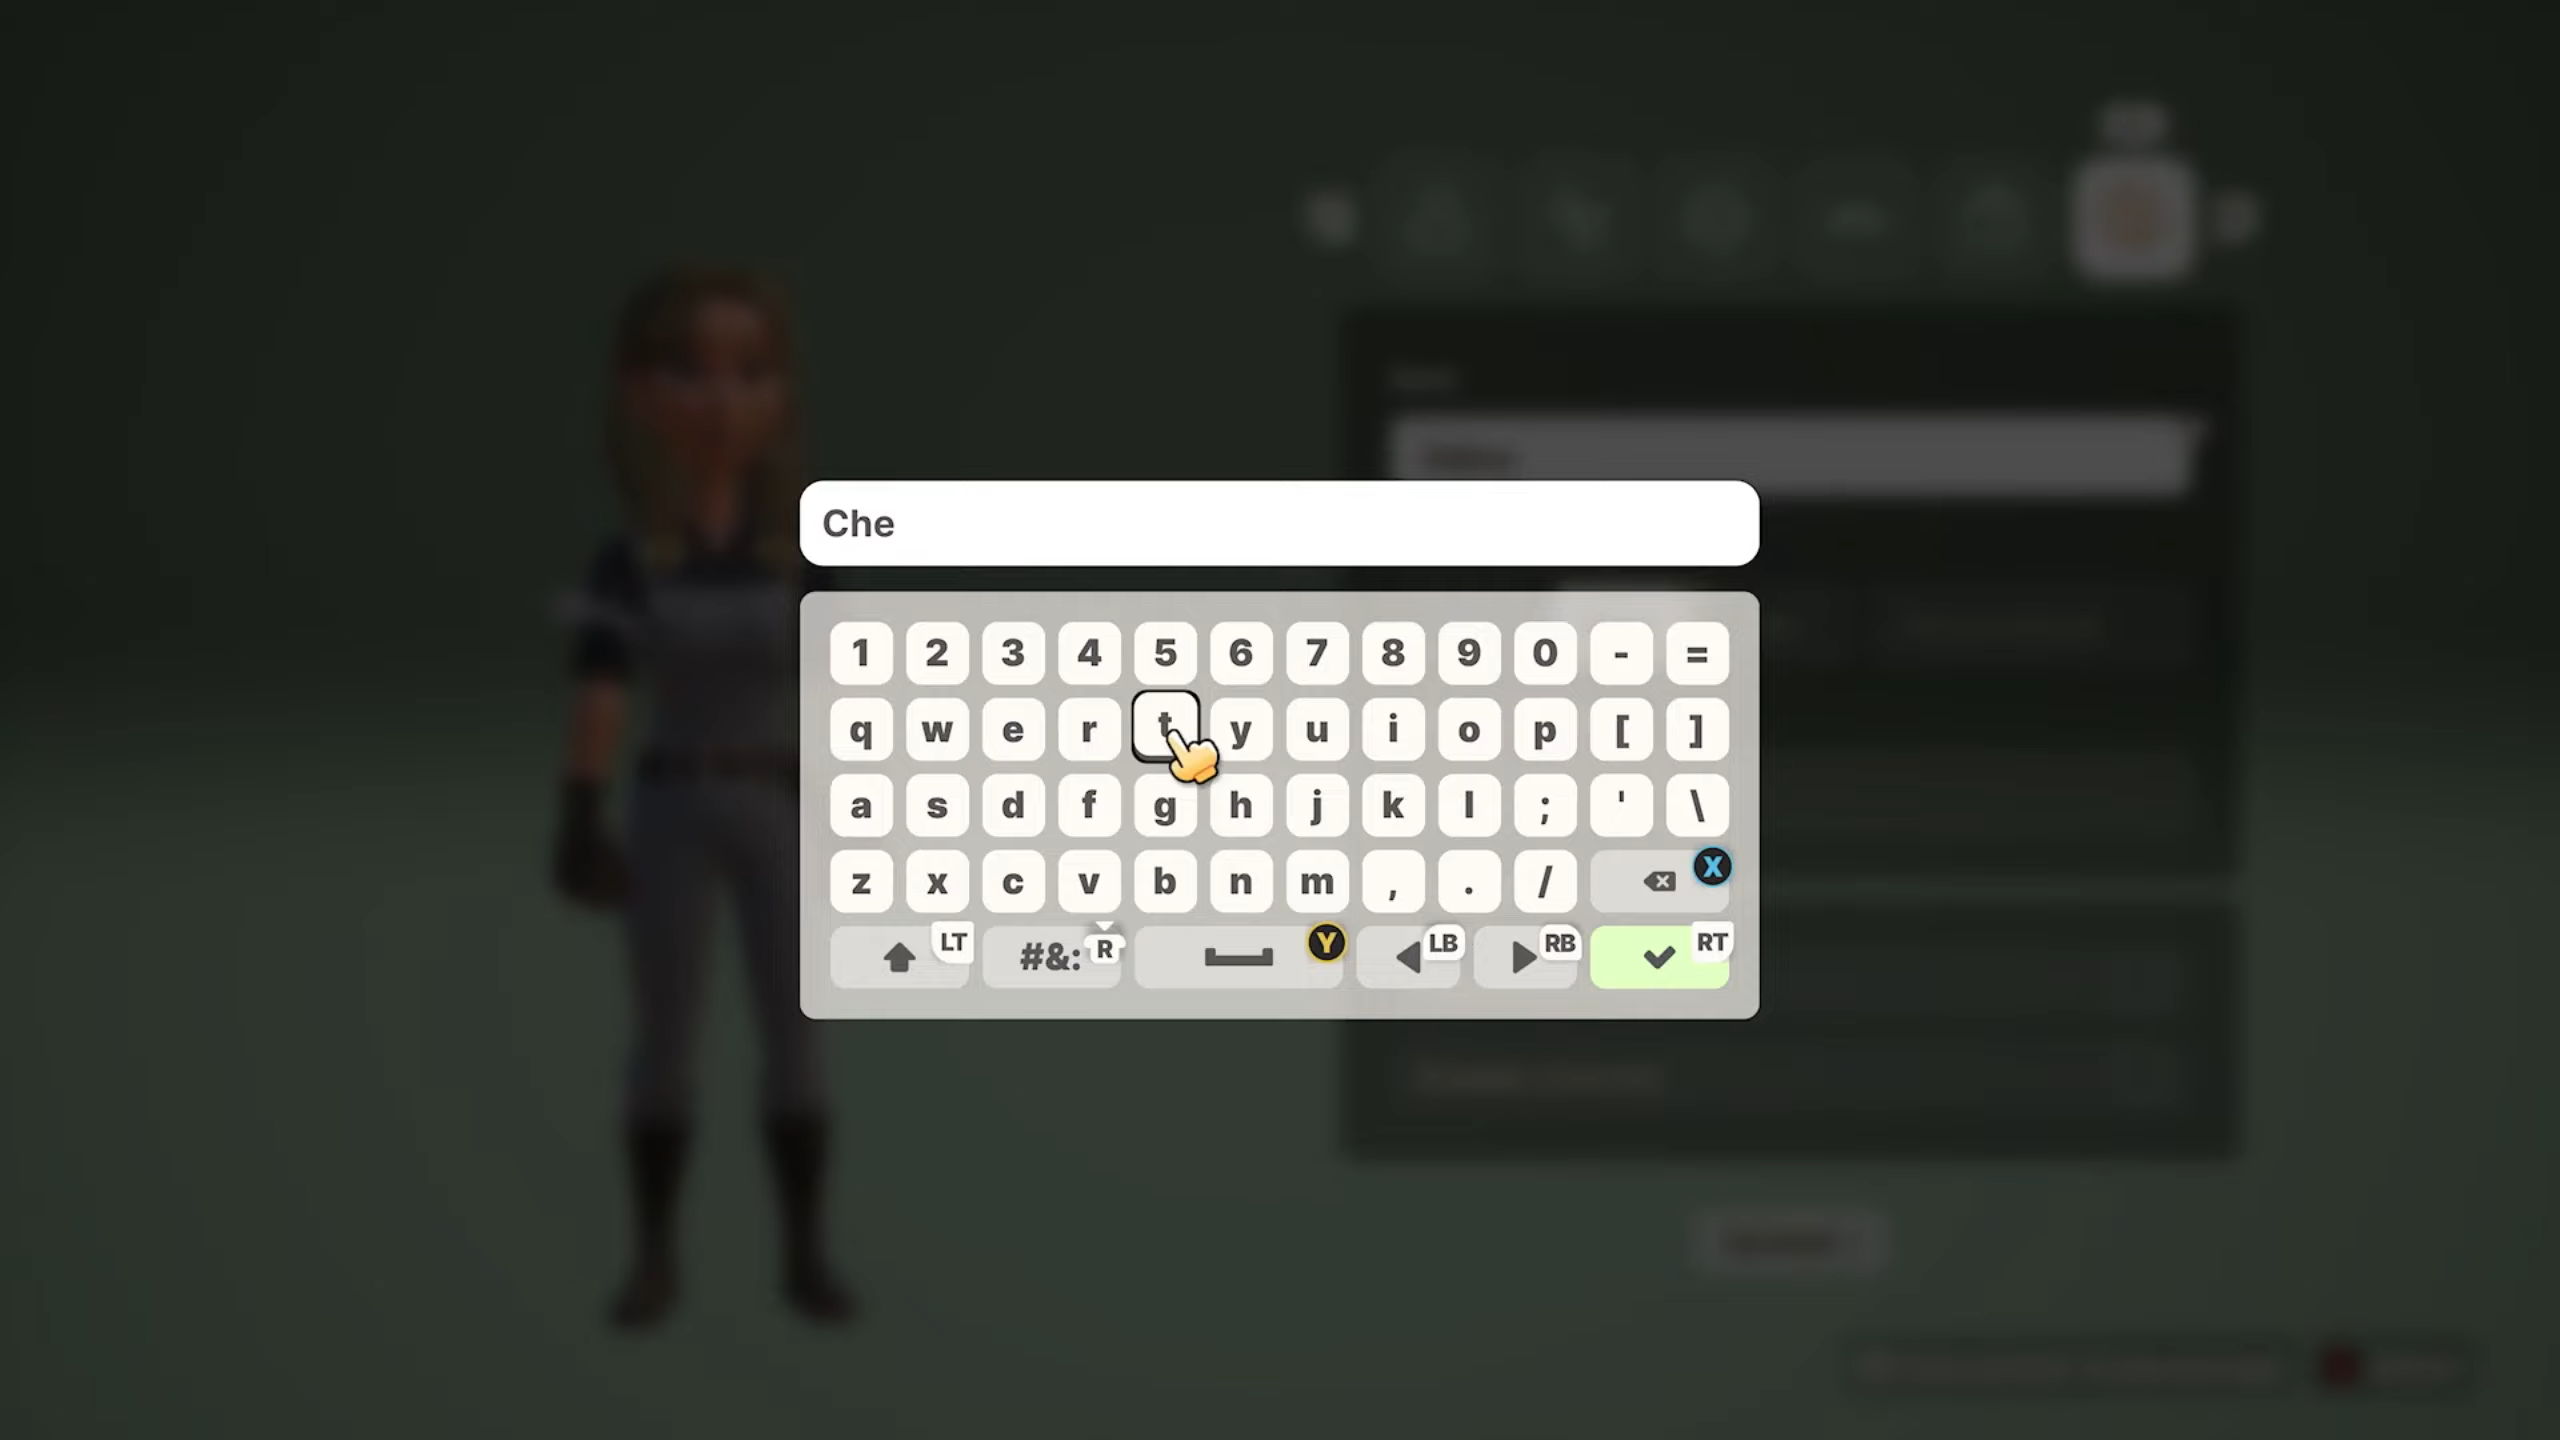 Che
1 2 3 4 5 6 7 8 9 0 - =
q w e r t y u i o p [ ]
a s d f g h j k l ; ' \
z x c v b n m , . / X
LT #&: R Y LB RB RT